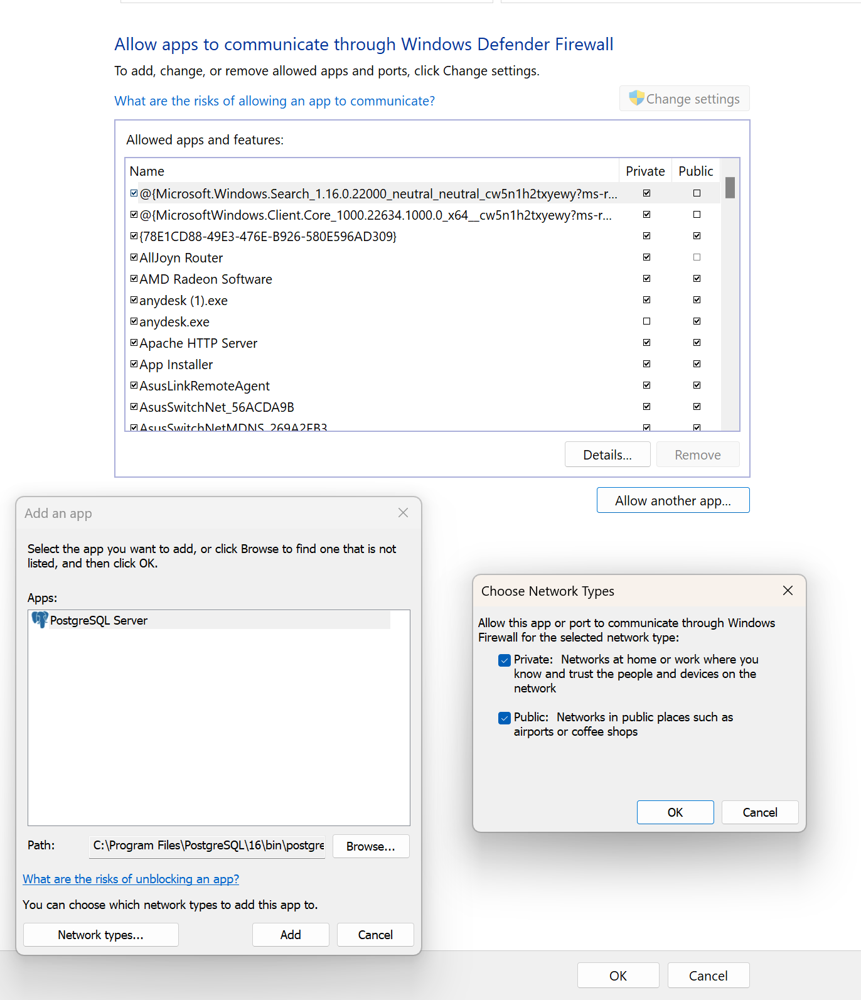 Allow apps to communicate through Windows Defender Firewall
To add, change, or remove allowed apps and ports, click Change settings.
What are the risks of allowing an app to communicate?
Change settings
Allowed apps and features:
Name Private Public
@{Microsoft.Windows.Search_1.16.0.22000_neutral_neutral_cw5n1h2txyewy?ms-r...
@{MicrosoftWindows.Client.Core_1000.22634.1000.0_x64__cw5n1h2txyewy?ms-r...
{78E1CD88-49E3-476E-B926-580E596AD309}
AllJoyn Router
AMD Radeon Software
anydesk (1).exe
anydesk.exe
Apache HTTP Server
App Installer
AsusLinkRemoteAgent
AsusSwitchNet_56ACDA9B
AsusSwitchNetMDNS_269A2EB3
Details... Remove
Allow another app...
Add an app
Select the app you want to add, or click Browse to find one that is not
listed, and then click OK.
Apps:
PostgreSQL Server
Path: C:\Program Files\PostgreSQL\16\bin\postgre Browse...
What are the risks of unblocking an app?
You can choose which network types to add this app to.
Network types... Add Cancel
Choose Network Types
Allow this app or port to communicate through Windows
Firewall for the selected network type:
Private: Networks at home or work where you
know and trust the people and devices on the
network
Public: Networks in public places such as
airports or coffee shops
OK Cancel
OK Cancel